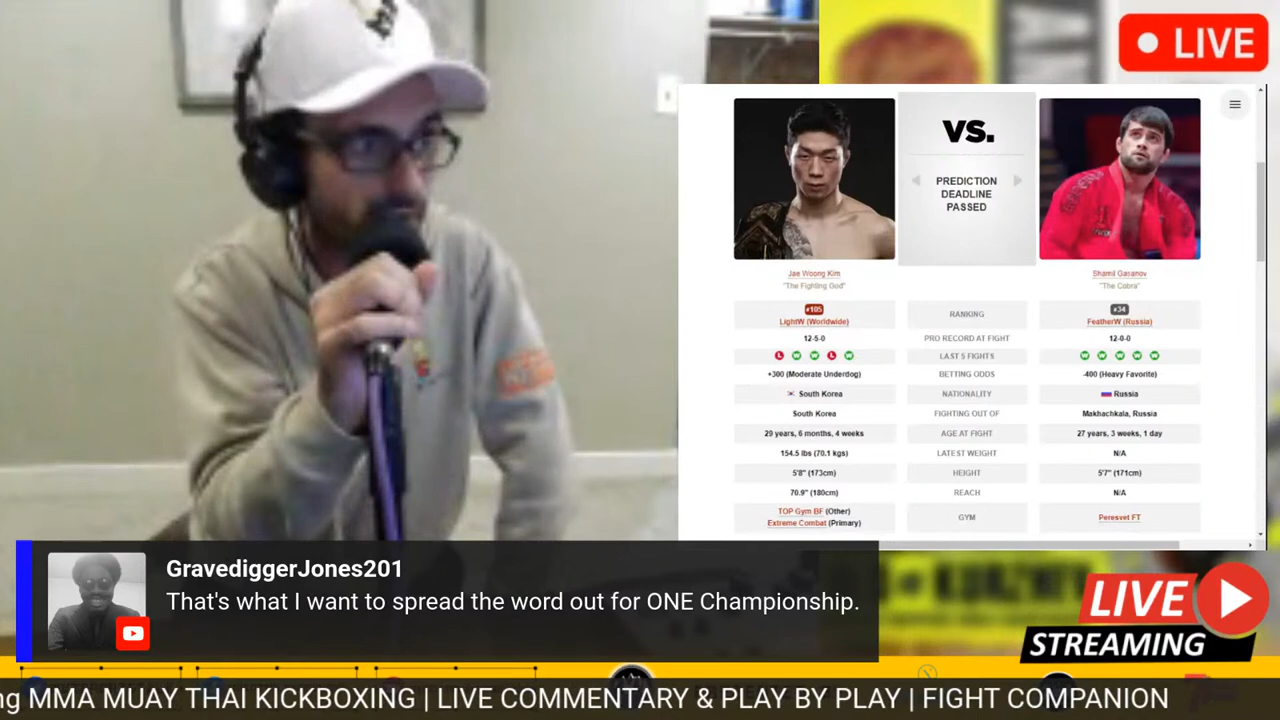 LIVE
VS.
PREDICTION
DEADLINE
PASSED
Jae Woong Kim
"The Fighting God"
Shamil Gasanov
"The Cobra"
#105
LightW (Worldwide)
RANKING
#34
FeatherW (Russia)
12-5-0
PRO RECORD AT FIGHT
12-0-0
L W W L W
LAST 5 FIGHTS
W W W W W
+300 (Moderate Underdog)
BETTING ODDS
-400 (Heavy Favorite)
South Korea
NATIONALITY
Russia
South Korea
FIGHTING OUT OF
Makhachkala, Russia
29 years, 6 months, 4 weeks
AGE AT FIGHT
27 years, 3 weeks, 1 day
154.5 lbs (70.1 kgs)
LATEST WEIGHT
N/A
5'8" (173cm)
HEIGHT
5'7" (171cm)
70.9" (180cm)
REACH
N/A
TOP Gym BF (Other)
Extreme Combat (Primary)
GYM
Peresvet FT
GravediggerJones201
That's what I want to spread the word out for ONE Championship.
LIVE
STREAMING
ng MMA MUAY THAI KICKBOXING | LIVE COMMENTARY & PLAY BY PLAY | FIGHT COMPANION